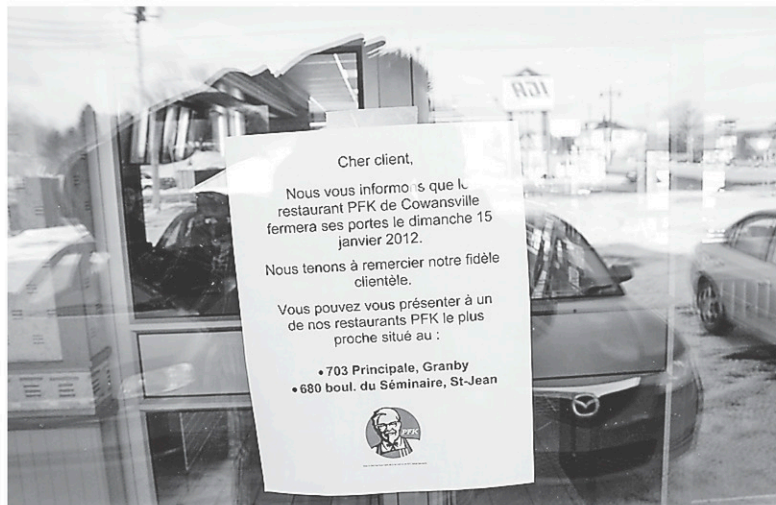 Cher client,
Nous vous informons que le
restaurant PFK de Cowansville
fermera ses portes le dimanche 15
janvier 2012.
Nous tenons à remercier notre fidèle
clientèle.
Vous pouvez vous présenter à un
de nos restaurants PFK le plus
proche situé au :
• 703 Principale, Granby
• 680 boul. du Séminaire, St-Jean
PFK